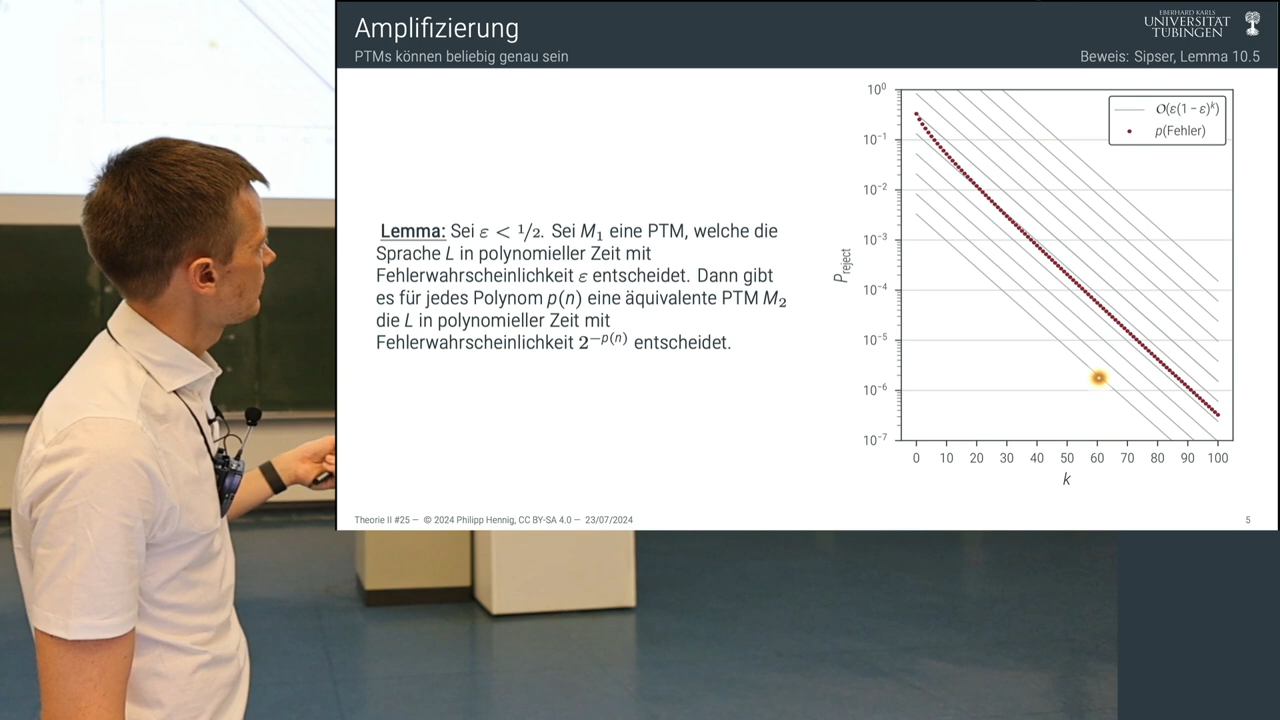 Amplifizierung
PTMs können beliebig genau sein
EBERHARD KARLS
UNIVERSITÄT
TÜBINGEN
Beweis: Sipser, Lemma 10.5
Lemma: Sei ε < 1/2. Sei M₁ eine PTM, welche die
Sprache L in polynomieller Zeit mit
Fehlerwahrscheinlichkeit ε entscheidet. Dann gibt
es für jedes Polynom p(n) eine äquivalente PTM M₂
die L in polynomieller Zeit mit
Fehlerwahrscheinlichkeit 2^{−p(n)} entscheidet.
𝒪(ε(1 − ε)^k)
p(Fehler)
10⁰
10⁻¹
10⁻²
10⁻³
10⁻⁴
10⁻⁵
10⁻⁶
10⁻⁷
P_reject
0 10 20 30 40 50 60 70 80 90 100
k
Theorie II #25 — © 2024 Philipp Hennig, CC BY-SA 4.0 — 23/07/2024
5